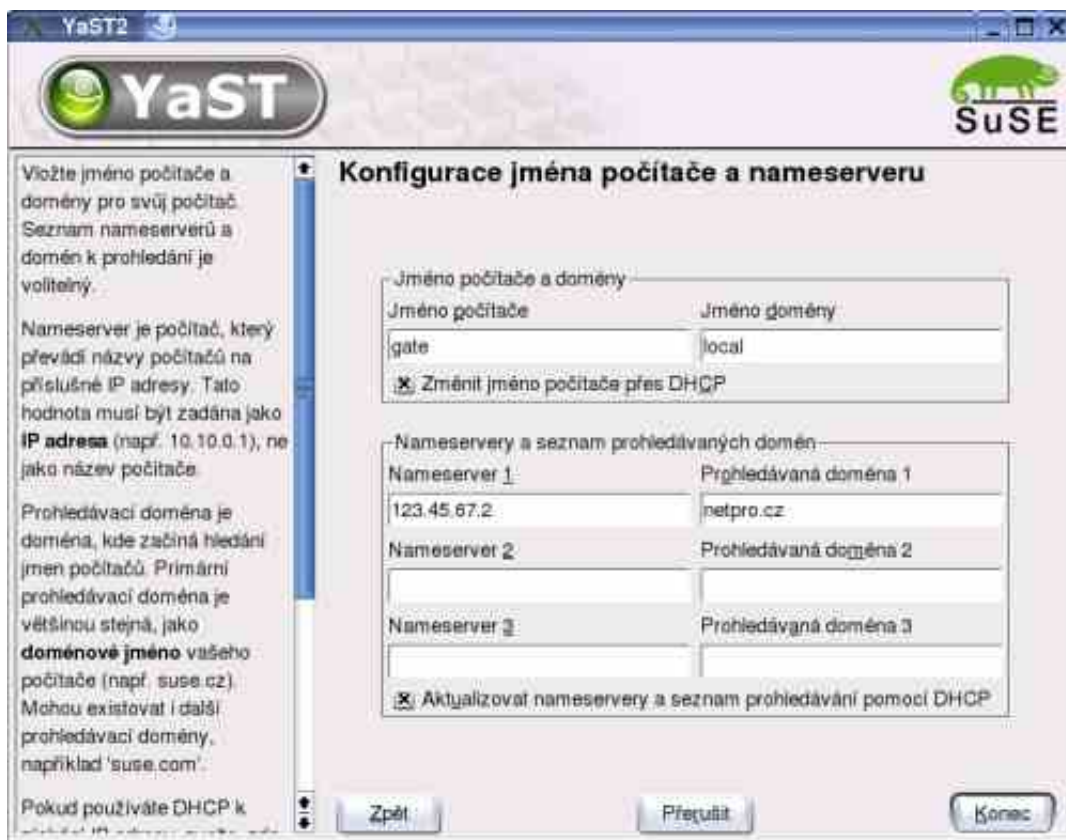 YaST2
YaST
SuSE
Vložte jméno počítače a
domény pro svůj počítač.
Seznam nameserverů a
domén k prohledání je
volitelný.
Nameserver je počítač, který
převádí názvy počítačů na
příslušné IP adresy. Tato
hodnota musí být zadána jako
IP adresa (např. 10.10.0.1), ne
jako název počítače.
Prohledávací doména je
doména, kde začíná hledání
jmen počítačů. Primární
prohledávací doména je
většinou stejná, jako
doménové jméno vašeho
počítače (např. suse.cz).
Mohou existovat i další
prohledávací domény,
například 'suse.com'.
Pokud používáte DHCP k
Konfigurace jména počítače a nameserveru
Jméno počítače a domény
Jméno počítače Jméno domény
gate local
Změnit jméno počítače přes DHCP
Nameservery a seznam prohledávaných domén
Nameserver 1 Prohledávaná doména 1
123.45.67.2 netpro.cz
Nameserver 2 Prohledávaná doména 2
Nameserver 3 Prohledávaná doména 3
Aktualizovat nameservery a seznam prohledávání pomocí DHCP
Zpět Přerušit Konec